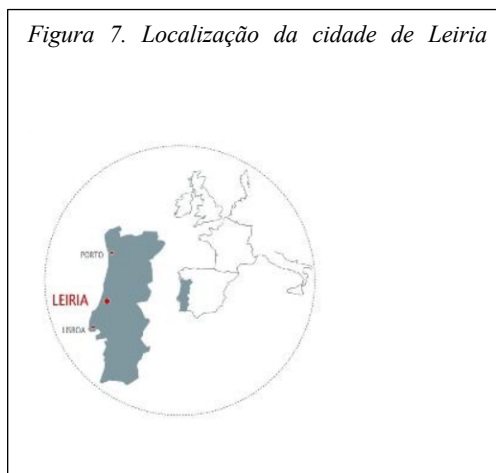 Figura 7. Localização da cidade de Leiria
PORTO
LEIRIA
LISBOA